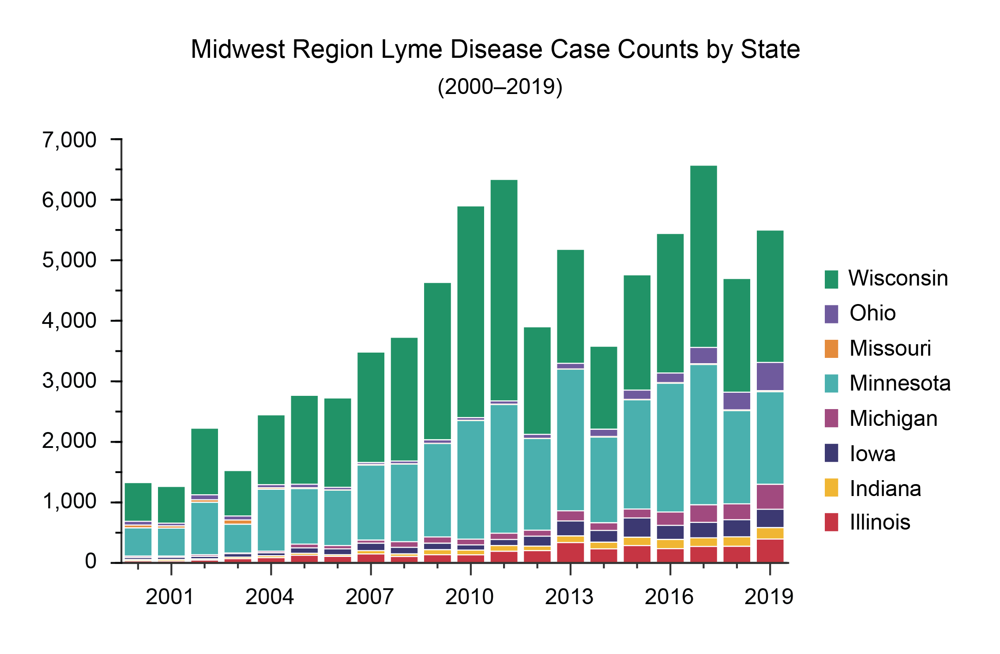 Midwest Region Lyme Disease Case Counts by State
(2000–2019)
7,000
6,000
5,000
4,000
3,000
2,000
1,000
0
2001 2004 2007 2010 2013 2016 2019
Wisconsin
Ohio
Missouri
Minnesota
Michigan
Iowa
Indiana
Illinois